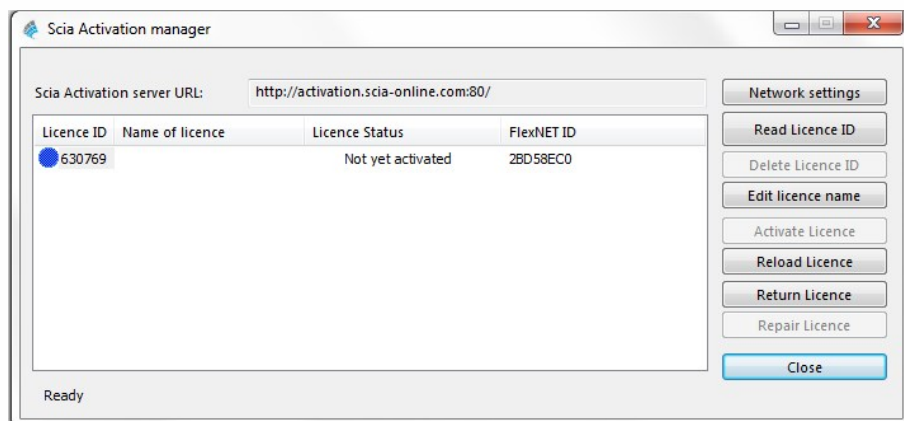 Scia Activation manager
Scia Activation server URL: http://activation.scia-online.com:80/
Network settings
Licence ID Name of licence Licence Status FlexNET ID
Read Licence ID
630769 Not yet activated 2BD58EC0
Delete Licence ID
Edit licence name
Activate Licence
Reload Licence
Return Licence
Repair Licence
Close
Ready